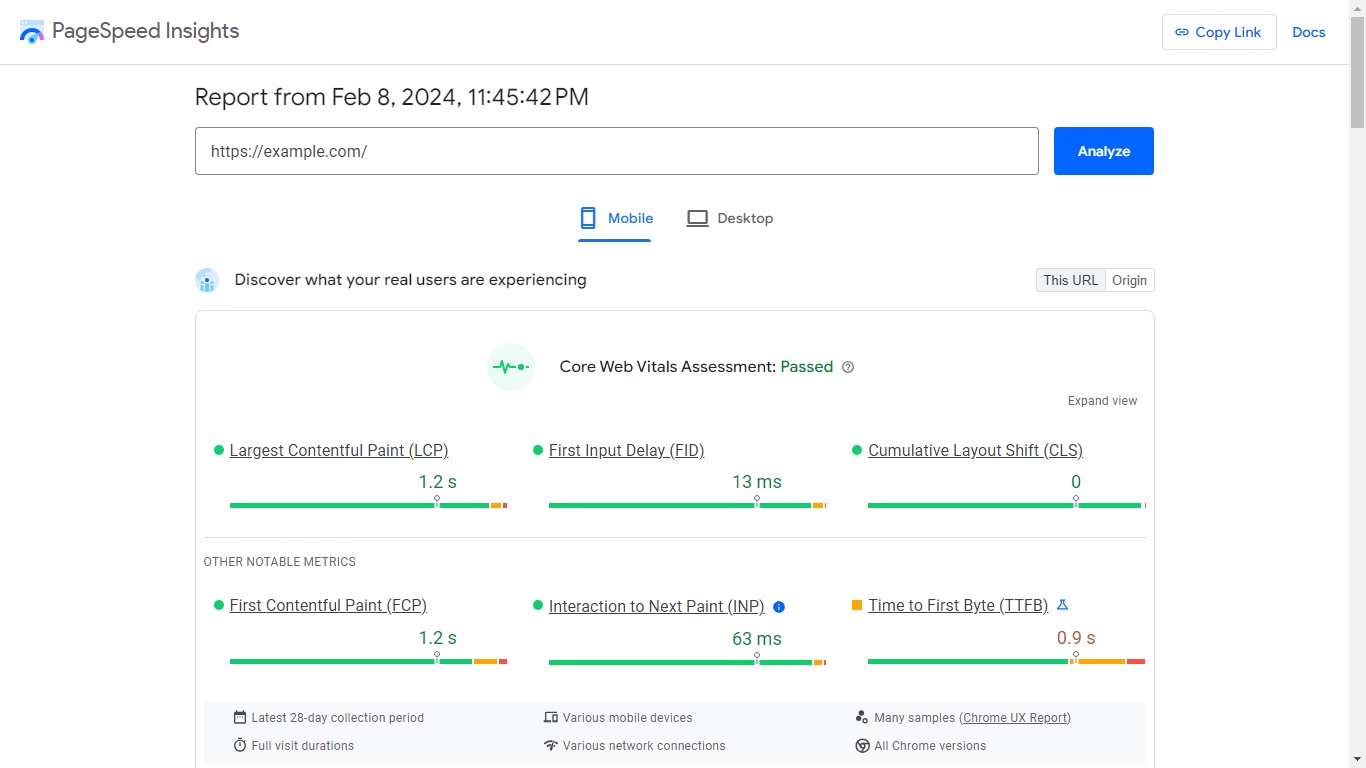 PageSpeed Insights
Copy Link
Docs
Report from Feb 8, 2024, 11:45:42 PM
https://example.com/
Analyze
Mobile
Desktop
Discover what your real users are experiencing
This URL
Origin
Core Web Vitals Assessment: Passed
Expand view
Largest Contentful Paint (LCP)
1.2 s
First Input Delay (FID)
13 ms
Cumulative Layout Shift (CLS)
0
OTHER NOTABLE METRICS
First Contentful Paint (FCP)
1.2 s
Interaction to Next Paint (INP)
63 ms
Time to First Byte (TTFB)
0.9 s
Latest 28-day collection period
Various mobile devices
Many samples (Chrome UX Report)
Full visit durations
Various network connections
All Chrome versions